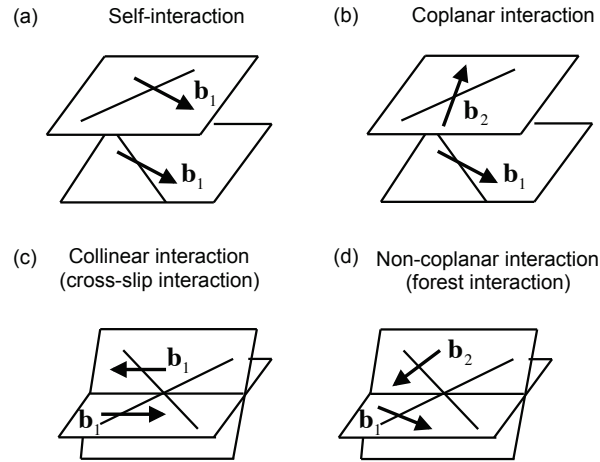 (a) Self-interaction
b₁
b₁
(b) Coplanar interaction
b₂
b₁
(c) Collinear interaction
(cross-slip interaction)
b₁
b₁
(d) Non-coplanar interaction
(forest interaction)
b₂
b₁